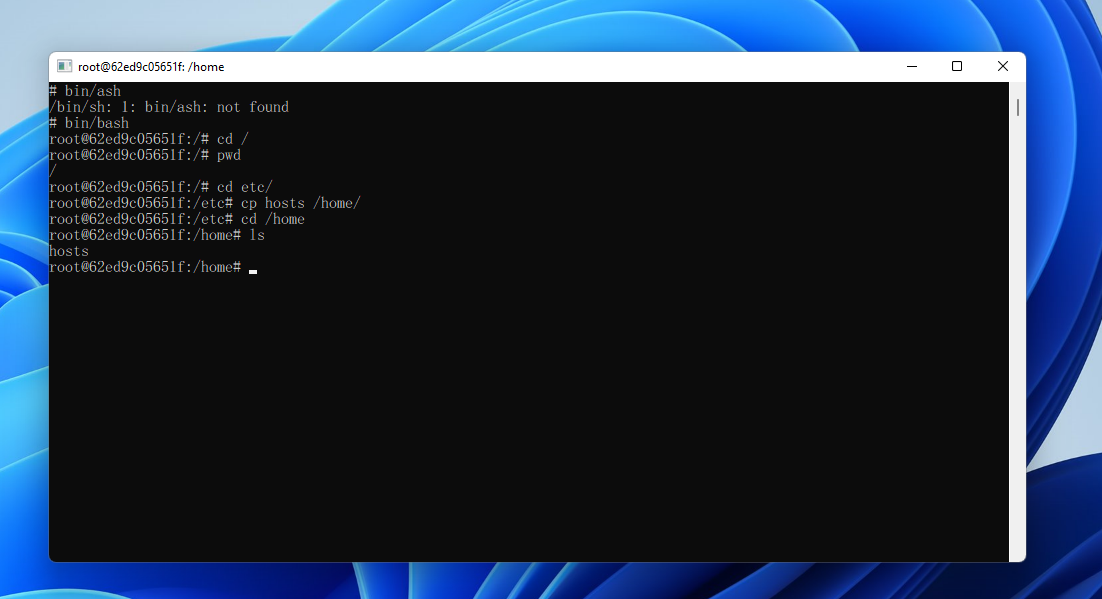 root@62ed9c05651f: /home
# bin/ash
/bin/sh: 1: bin/ash: not found
# bin/bash
root@62ed9c05651f:/# cd /
root@62ed9c05651f:/# pwd
/
root@62ed9c05651f:/# cd etc/
root@62ed9c05651f:/etc# cp hosts /home/
root@62ed9c05651f:/etc# cd /home
root@62ed9c05651f:/home# ls
hosts
root@62ed9c05651f:/home#